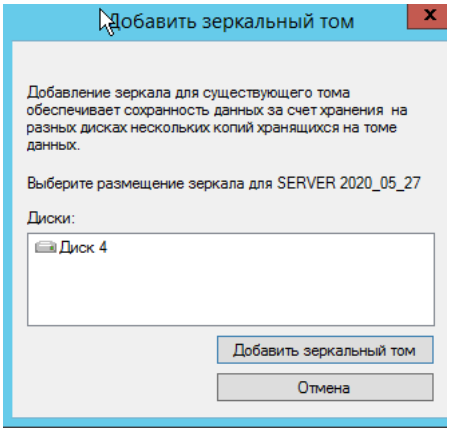 Добавить зеркальный том
x
Добавление зеркала для существующего тома
обеспечивает сохранность данных за счет хранения на
разных дисках нескольких копий хранящихся на томе
данных.
Выберите размещение зеркала для SERVER 2020_05_27
Диски:
Диск 4
Добавить зеркальный том
Отмена